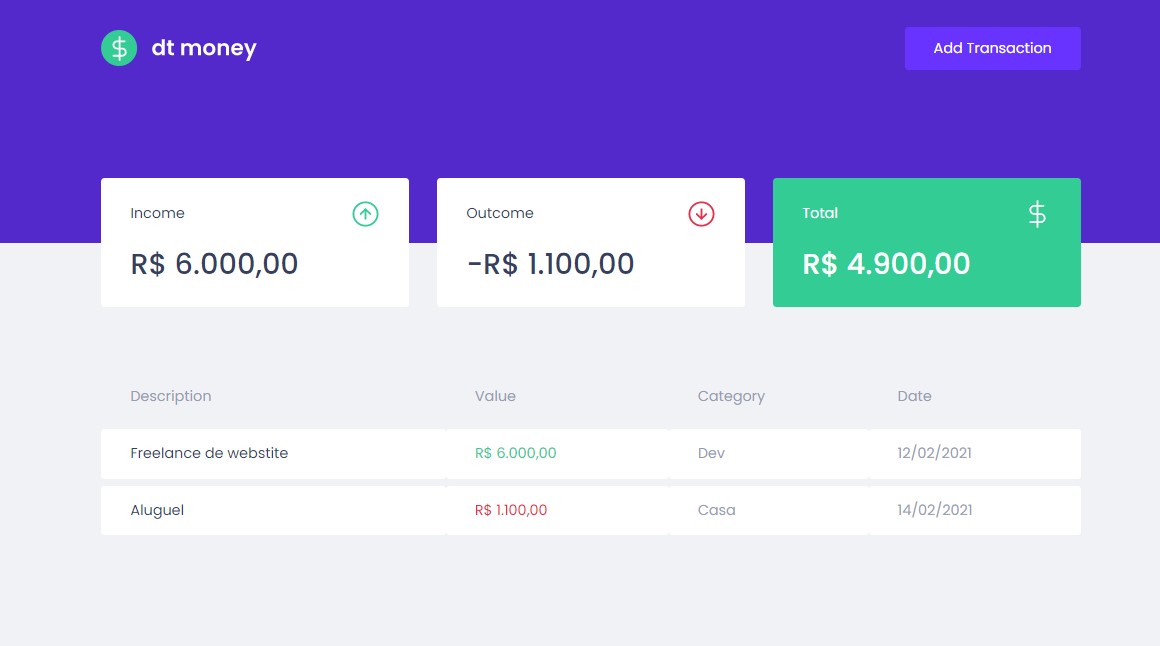 dt money
Add Transaction
Income
Outcome
Total
R$ 6.000,00
-R$ 1.100,00
R$ 4.900,00
Description Value Category Date
Freelance de webstite R$ 6.000,00 Dev 12/02/2021
Aluguel R$ 1.100,00 Casa 14/02/2021